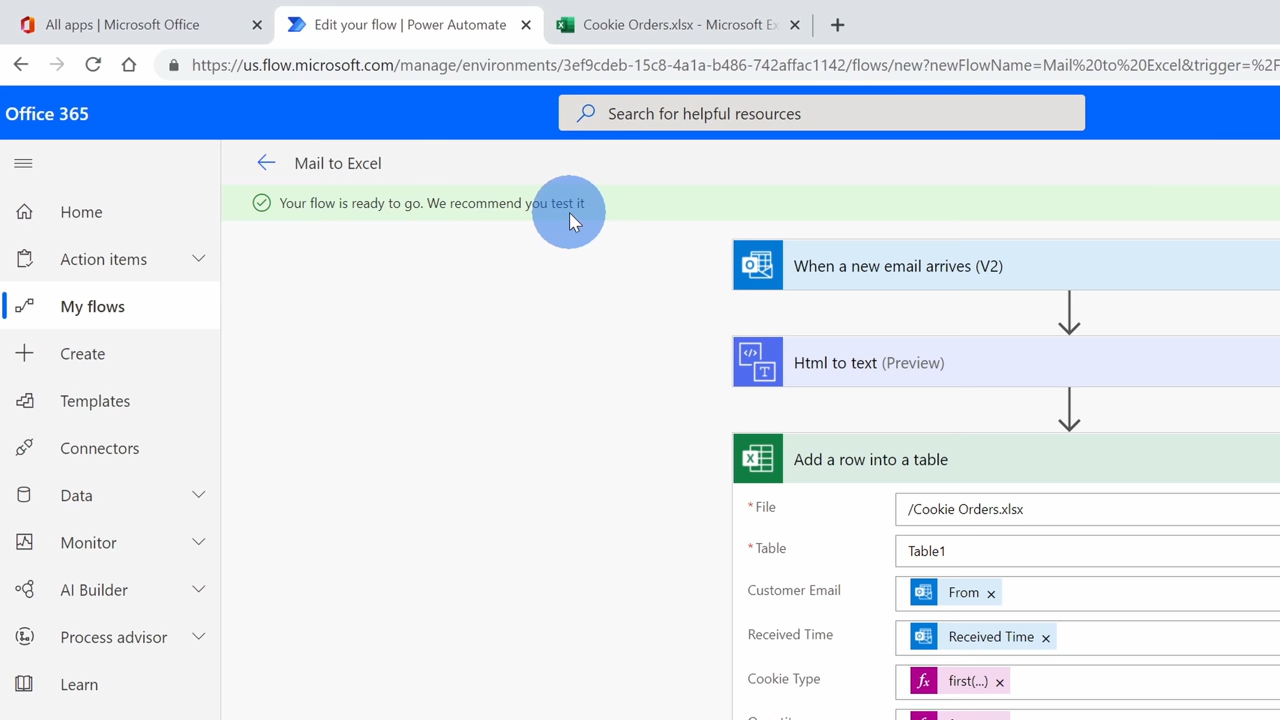 All apps | Microsoft Office
Edit your flow | Power Automate
Cookie Orders.xlsx - Microsoft Ex
https://us.flow.microsoft.com/manage/environments/3ef9cdeb-15c8-4a1a-b486-742affac1142/flows/new?newFlowName=Mail%20to%20Excel&trigger=%2F
Office 365
Search for helpful resources
Mail to Excel
Your flow is ready to go. We recommend you test it
Home
Action items
My flows
Create
Templates
Connectors
Data
Monitor
AI Builder
Process advisor
Learn
When a new email arrives (V2)
Html to text (Preview)
Add a row into a table
* File
/Cookie Orders.xlsx
* Table
Table1
Customer Email
From ×
Received Time
Received Time ×
Cookie Type
fx first(...) ×